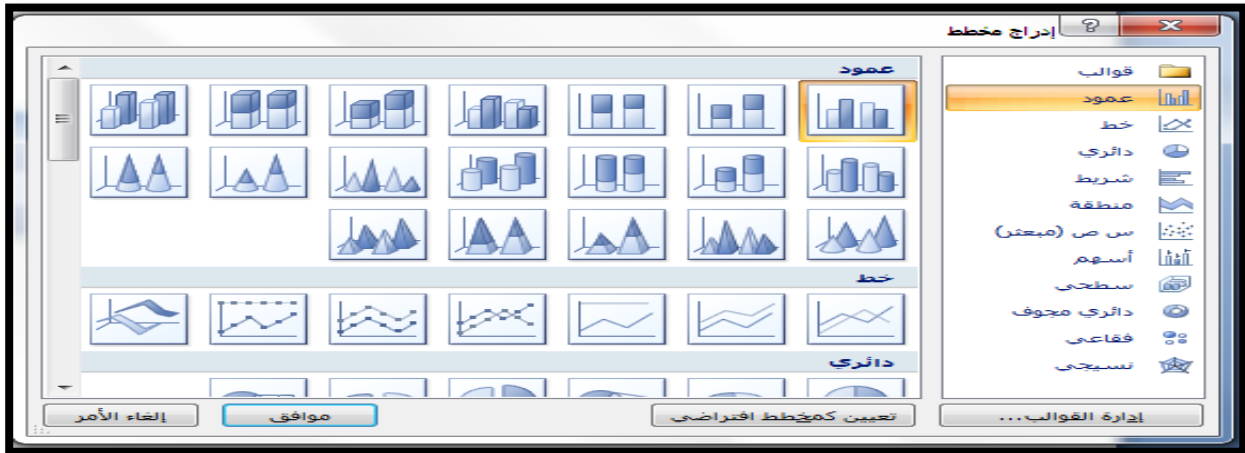 إدراج مخطط
قوالب
عمود
خط
دائري
شريط
منطقة
س ص (مبعثر)
أسهم
سطحي
دائري مجوف
فقاعي
نسيجي
عمود
خط
دائري
إدارة القوالب...
تعيين كمخطط افتراضي
موافق
إلغاء الأمر